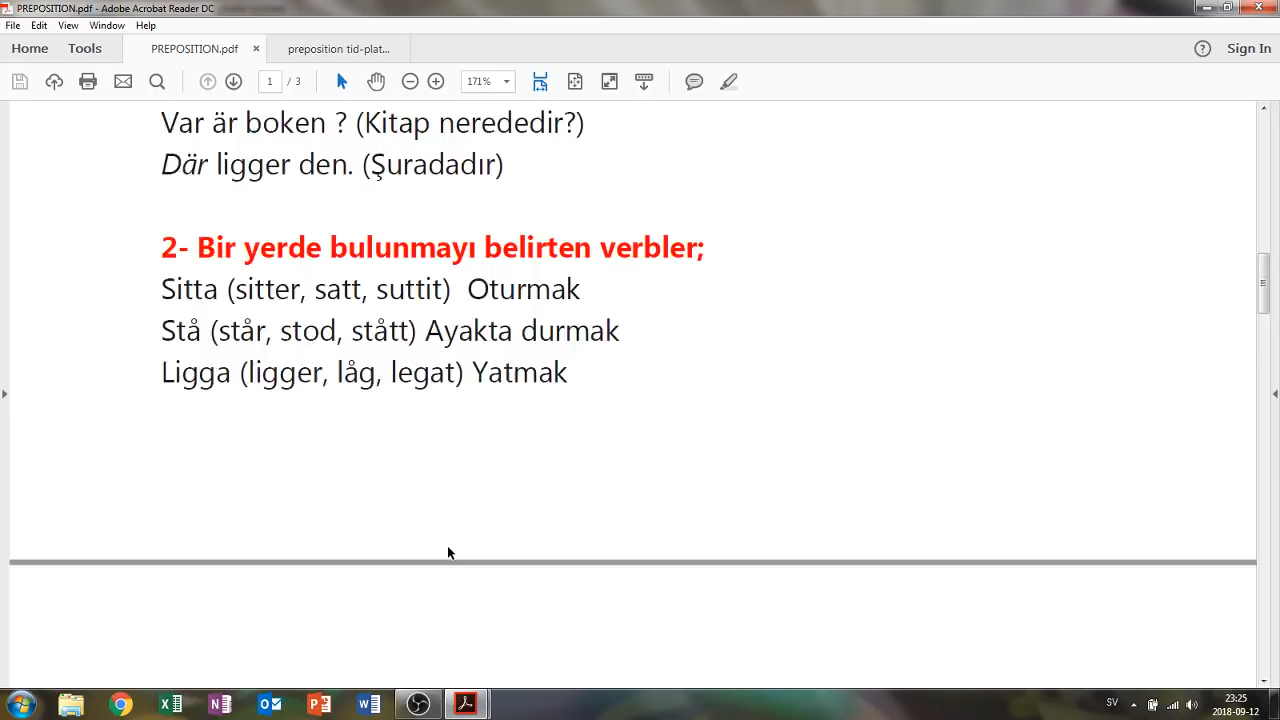 PREPOSITION.pdf - Adobe Acrobat Reader DC
File Edit View Window Help
Home Tools PREPOSITION.pdf × preposition tid-plat... ? Sign In
1 / 3 171%
Var är boken ? (Kitap nerededir?)
Där ligger den. (Şuradadır)
2- Bir yerde bulunmayı belirten verbler;
Sitta (sitter, satt, suttit) Oturmak
Stå (står, stod, stått) Ayakta durmak
Ligga (ligger, låg, legat) Yatmak
SV 23:25
2018-09-12